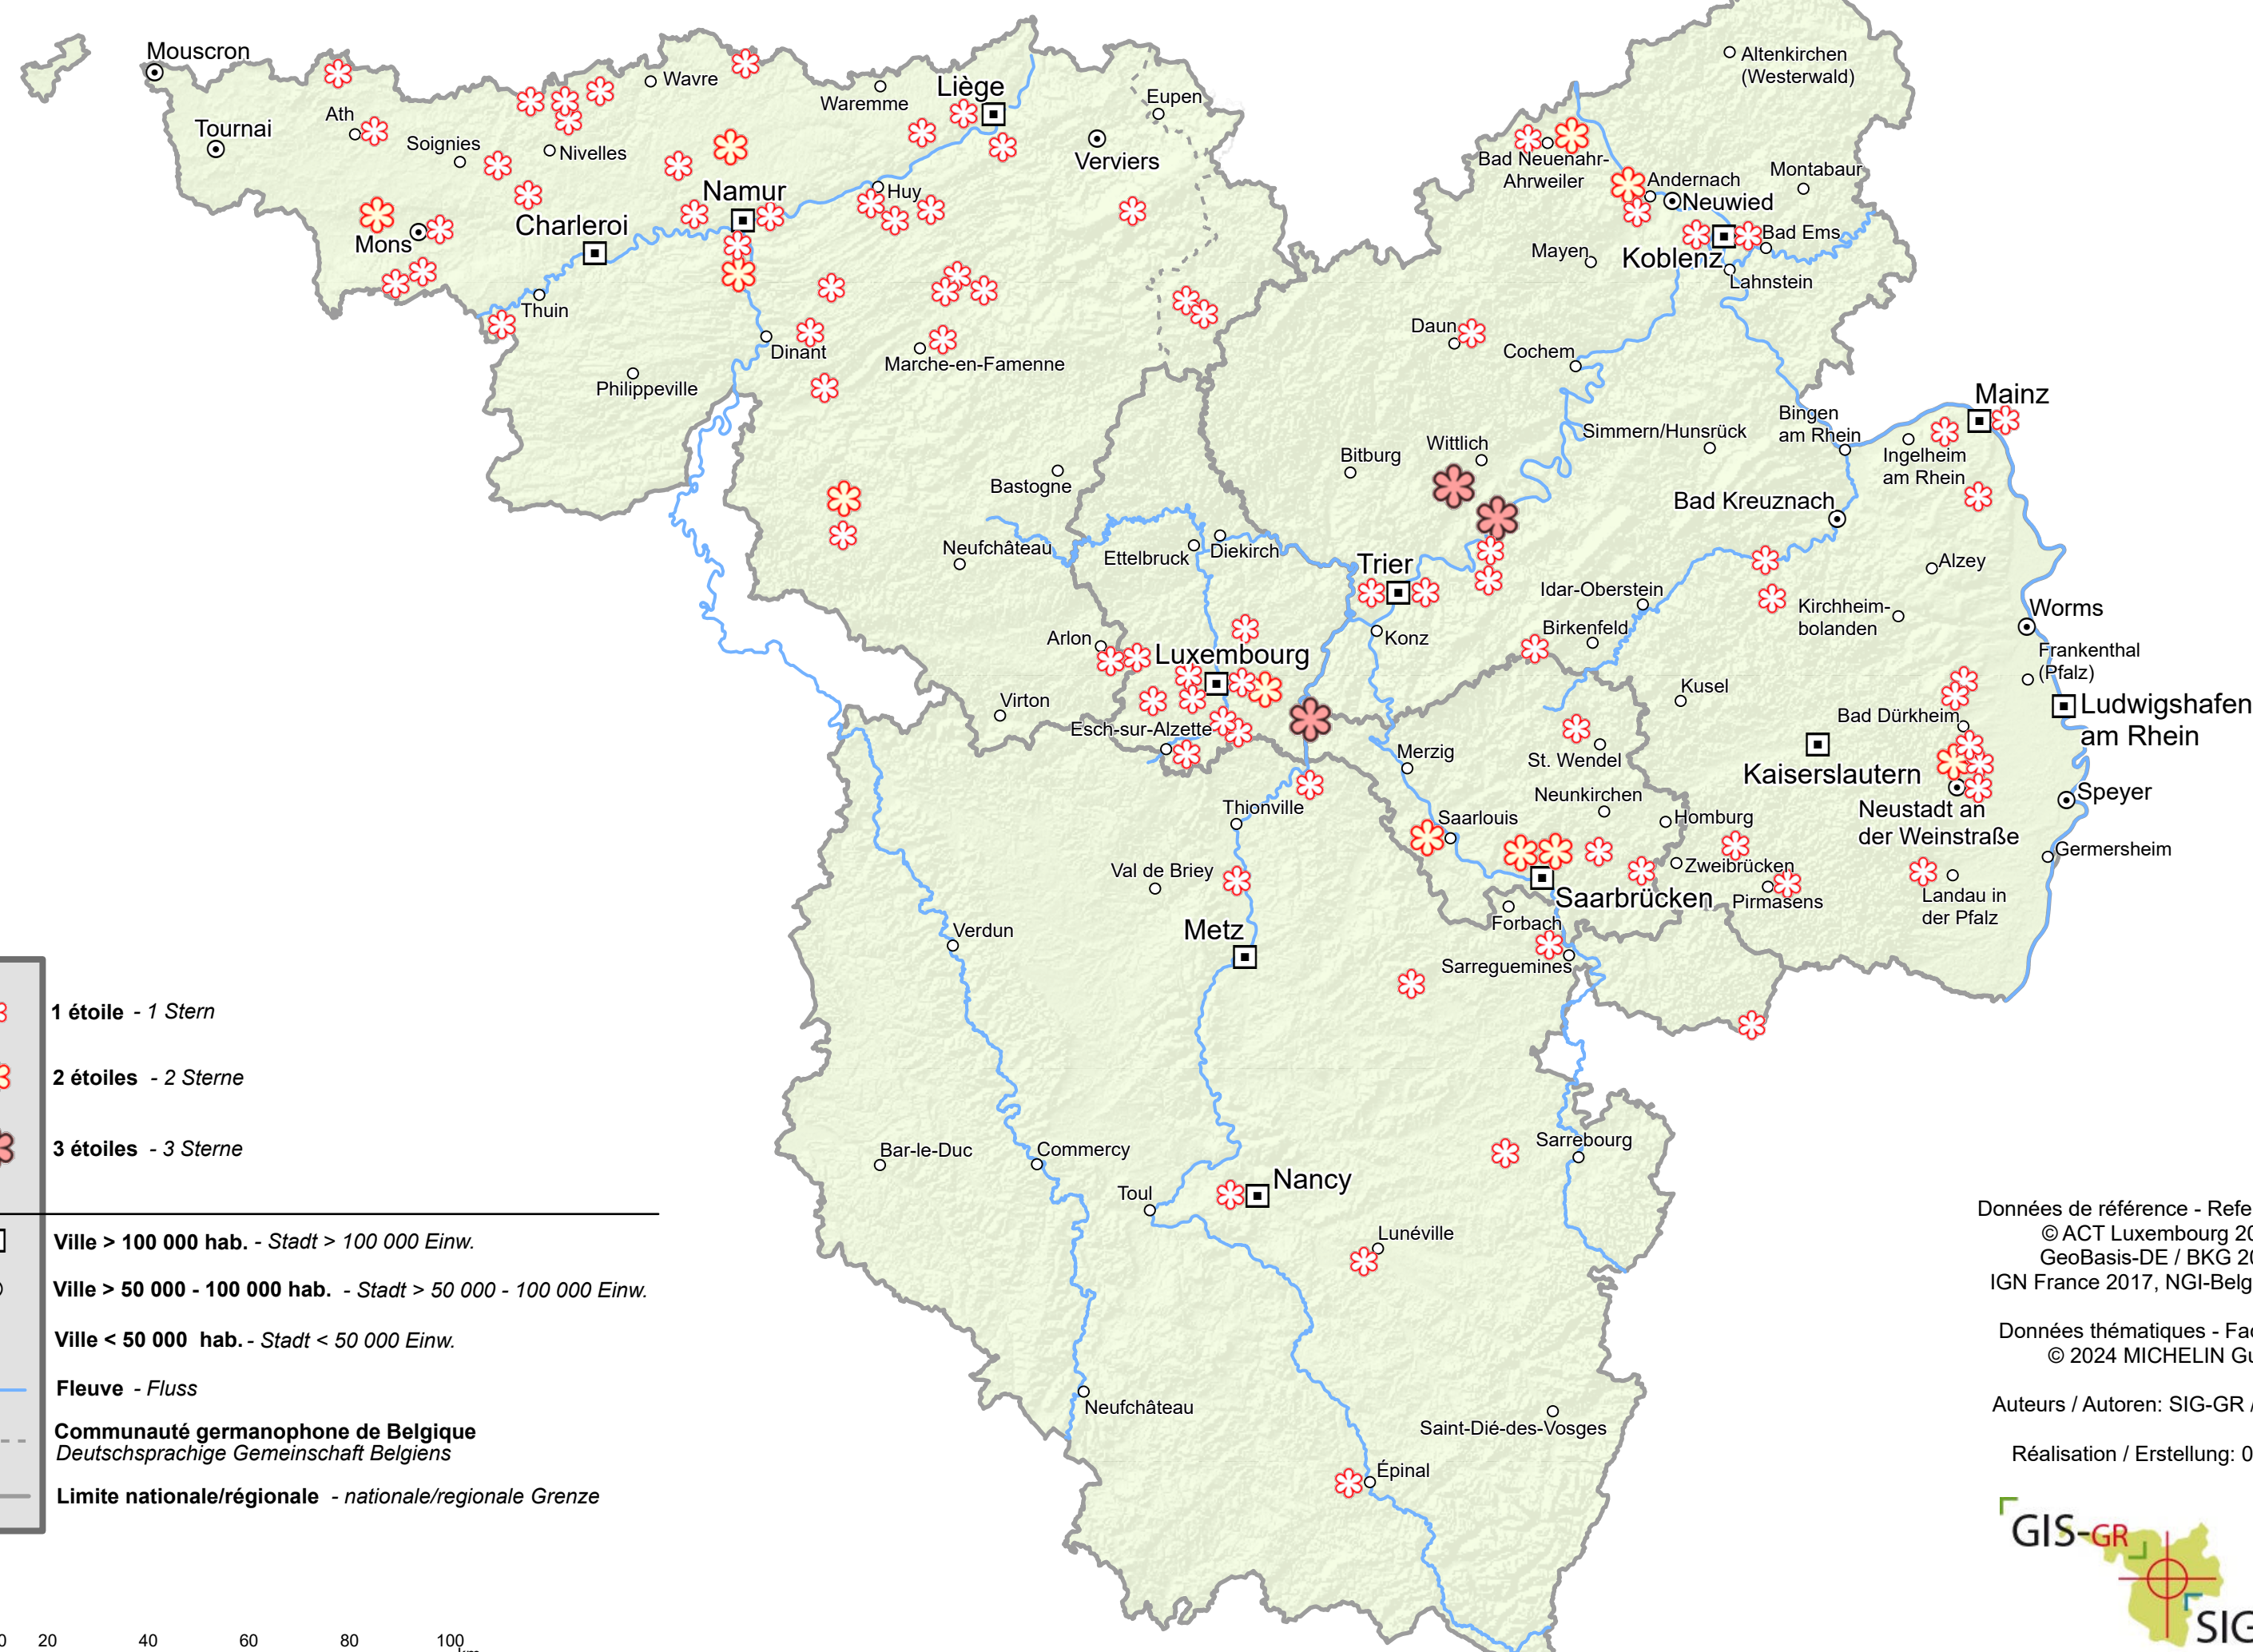 Mouscron
Altenkirchen
(Westerwald)
Wavre
Liège
Waremme
Eupen
Ath
Tournai
Soignies
Nivelles
Verviers
Bad Neuenahr-
Ahrweiler
Montabaur
Andernach
Neuwied
Namur
Huy
Charleroi
Mons
Bad Ems
Mayen
Koblenz
Lahnstein
Thuin
Daun
Dinant
Cochem
Marche-en-Famenne
Philippeville
Mainz
Bingen
am Rhein
Simmern/Hunsrück
Wittlich
Bitburg
Ingelheim
am Rhein
Bastogne
Bad Kreuznach
Neufchâteau
Ettelbruck
Diekirch
Trier
Alzey
Idar-Oberstein
Kirchheim-
bolanden
Worms
Arlon
Konz
Birkenfeld
Luxembourg
Frankenthal
(Pfalz)
Kusel
Virton
Ludwigshafen
am Rhein
Bad Dürkheim
Esch-sur-Alzette
Merzig
St. Wendel
Kaiserslautern
Neunkirchen
Speyer
Thionville
Saarlouis
Homburg
Neustadt an
der Weinstraße
Germersheim
Val de Briey
Zweibrücken
Saarbrücken
Pirmasens
Landau in
der Pfalz
Forbach
Verdun
Metz
Sarreguemines
Sarrebourg
Bar-le-Duc
Commercy
Nancy
Toul
Lunéville
Neufchâteau
Saint-Dié-des-Vosges
Épinal
1 étoile - 1 Stern
2 étoiles - 2 Sterne
3 étoiles - 3 Sterne
Ville > 100 000 hab. - Stadt > 100 000 Einw.
Ville > 50 000 - 100 000 hab. - Stadt > 50 000 - 100 000 Einw.
Ville < 50 000 hab. - Stadt < 50 000 Einw.
Fleuve - Fluss
Communauté germanophone de Belgique
Deutschsprachige Gemeinschaft Belgiens
Limite nationale/régionale - nationale/regionale Grenze
0 20 40 60 80 100
km
Données de référence - Refe
© ACT Luxembourg 20
GeoBasis-DE / BKG 20
IGN France 2017, NGI-Belg
Données thématiques - Fac
© 2024 MICHELIN Gu
Auteurs / Autoren: SIG-GR /
Réalisation / Erstellung: 0
GIS-GR
SIG